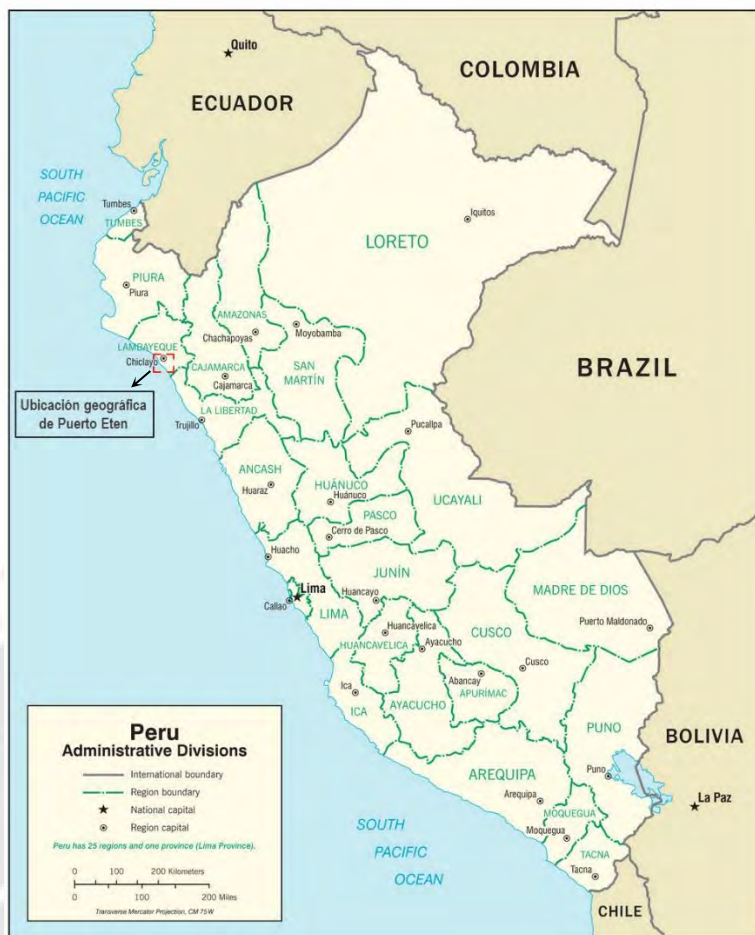 Quito
COLOMBIA
ECUADOR
SOUTH
PACIFIC
OCEAN
Tumbes
TUMBES
Iquitos
LORETO
PIURA
Piura
AMAZONAS
Chachapoyas
Moyobamba
LAMBAYEQUE
Chiclayo
CAJAMARCA
Cajamarca
SAN
MARTÍN
BRAZIL
Ubicación geográfica
de Puerto Eten
LA LIBERTAD
Trujillo
Pucallpa
ANCASH
Huaraz
HUÁNUCO
Huánuco
UCAYALI
PASCO
Cerro de Pasco
Huacho
JUNÍN
MADRE DE DIOS
Lima
Callao
LIMA
Huancayo
Puerto Maldonado
Huancavelica
HUANCAVELICA
Ayacucho
CUSCO
Cusco
Abancay
APURÍMAC
Ica
ICA
AYACUCHO
PUNO
BOLIVIA
Puno
AREQUIPA
Arequipa
La Paz
MOQUEGUA
Moquegua
SOUTH
PACIFIC
OCEAN
TACNA
Tacna
CHILE
Peru
Administrative Divisions
International boundary
Region boundary
National capital
Region capital
Peru has 25 regions and one province (Lima Province).
0 100 200 Kilometers
0 100 200 Miles
Transverse Mercator Projection, CM 75W